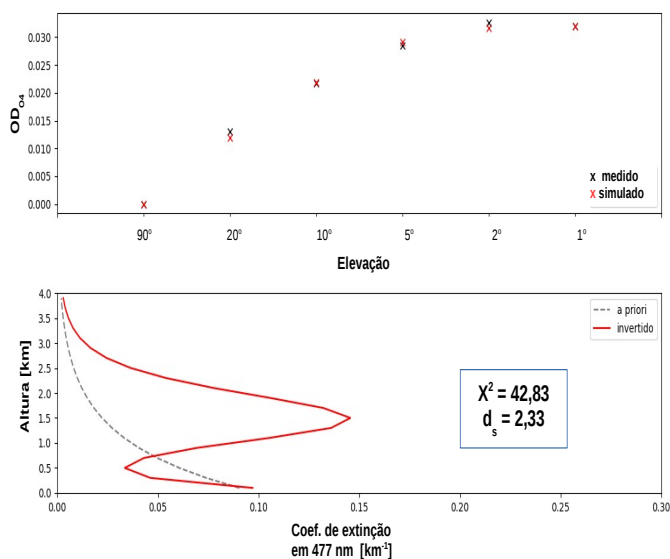 0.030
0.025
0.020
0.015
0.010
0.005
0.000
OD₀₄
x medido
x simulado
90° 20° 10° 5° 2° 1°
Elevação
4.0
3.5
3.0
2.5
2.0
1.5
1.0
0.5
0.0
Altura [km]
a priori
invertido
X² = 42,83
dₛ = 2,33
0.00 0.05 0.10 0.15 0.20 0.25 0.30
Coef. de extinção
em 477 nm [km⁻¹]